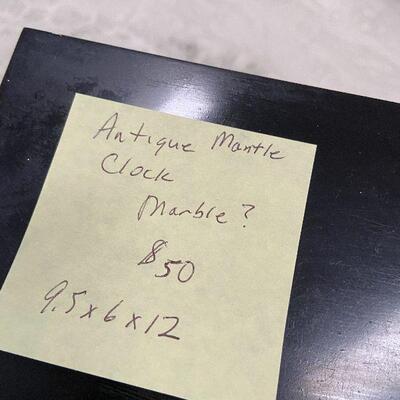 Antique Mantle
Clock
Marble?
$50
9.5x6x12